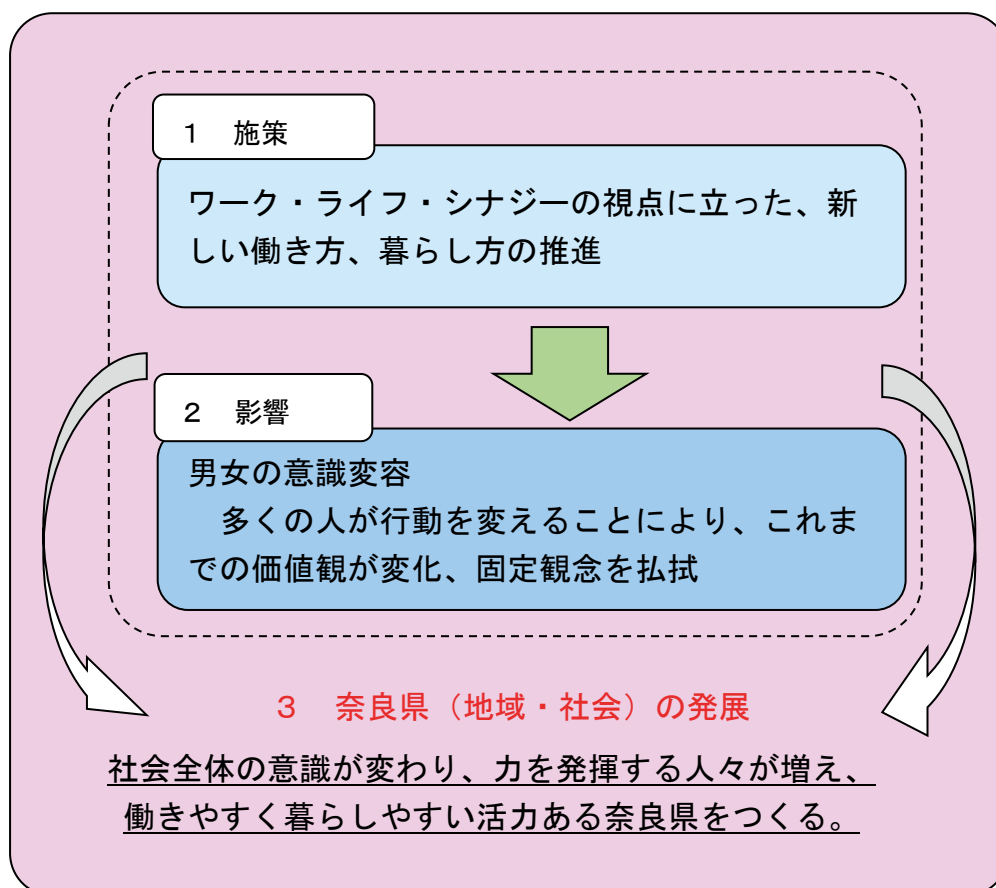 １　施策
ワーク・ライフ・シナジーの視点に立った、新
しい働き方、暮らし方の推進
２　影響
男女の意識変容
　多くの人が行動を変えることにより、これま
での価値観が変化、固定観念を払拭
３　奈良県（地域・社会）の発展
社会全体の意識が変わり、力を発揮する人々が増え、
働きやすく暮らしやすい活力ある奈良県をつくる。